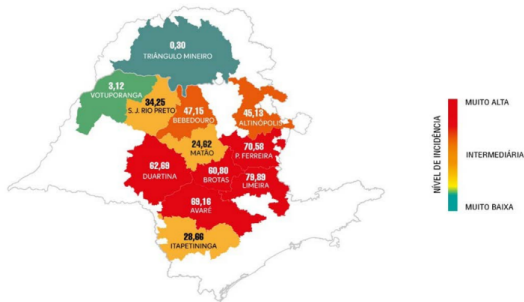 0,30
TRIÂNGULO MINEIRO
3,12
VOTUPORANGA
34,25
S. J. RIO PRETO
47,15
BEBEDOURO
45,13
ALTINÓPOLIS
24,62
MATÃO
70,58
P. FERREIRA
62,69
DUARTINA
60,80
BROTAS
78,89
LIMEIRA
69,16
AVARÉ
28,66
ITAPETININGA
NÍVEL DE INCIDÊNCIA
MUITO ALTA
INTERMEDIÁRIA
MUITO BAIXA